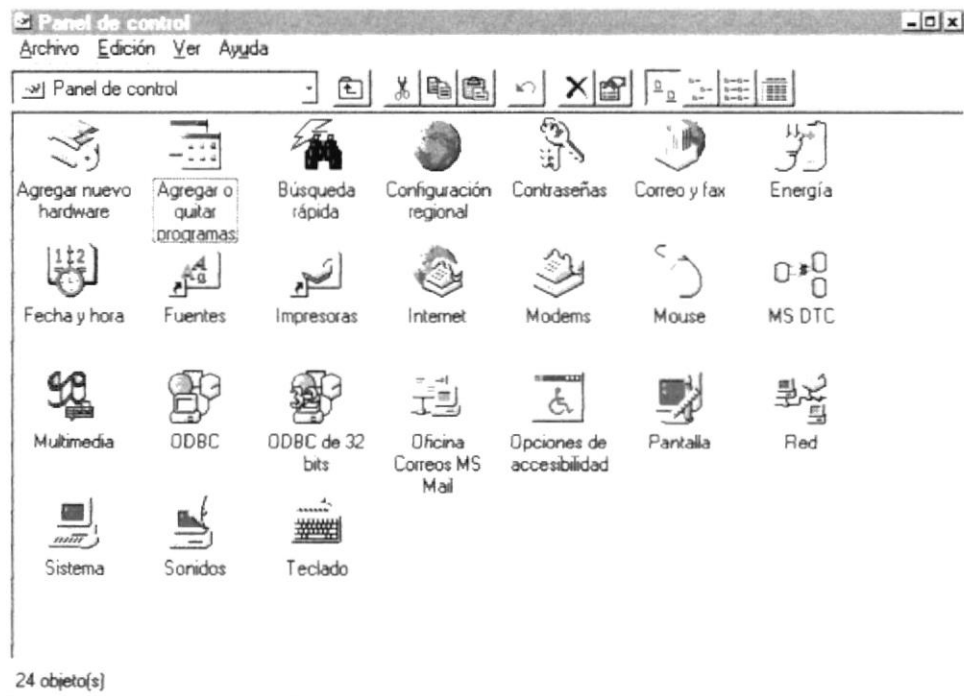 Panel de control
Archivo Edición Ver Ayuda
Panel de control
Agregar nuevo hardware
Agregar o quitar programas
Búsqueda rápida
Configuración regional
Contraseñas
Correo y fax
Energía
Fecha y hora
Fuentes
Impresoras
Internet
Modems
Mouse
MS DTC
Multimedia
ODBC
ODBC de 32 bits
Oficina Correos MS Mail
Opciones de accesibilidad
Pantalla
Red
Sistema
Sonidos
Teclado
24 objeto(s)